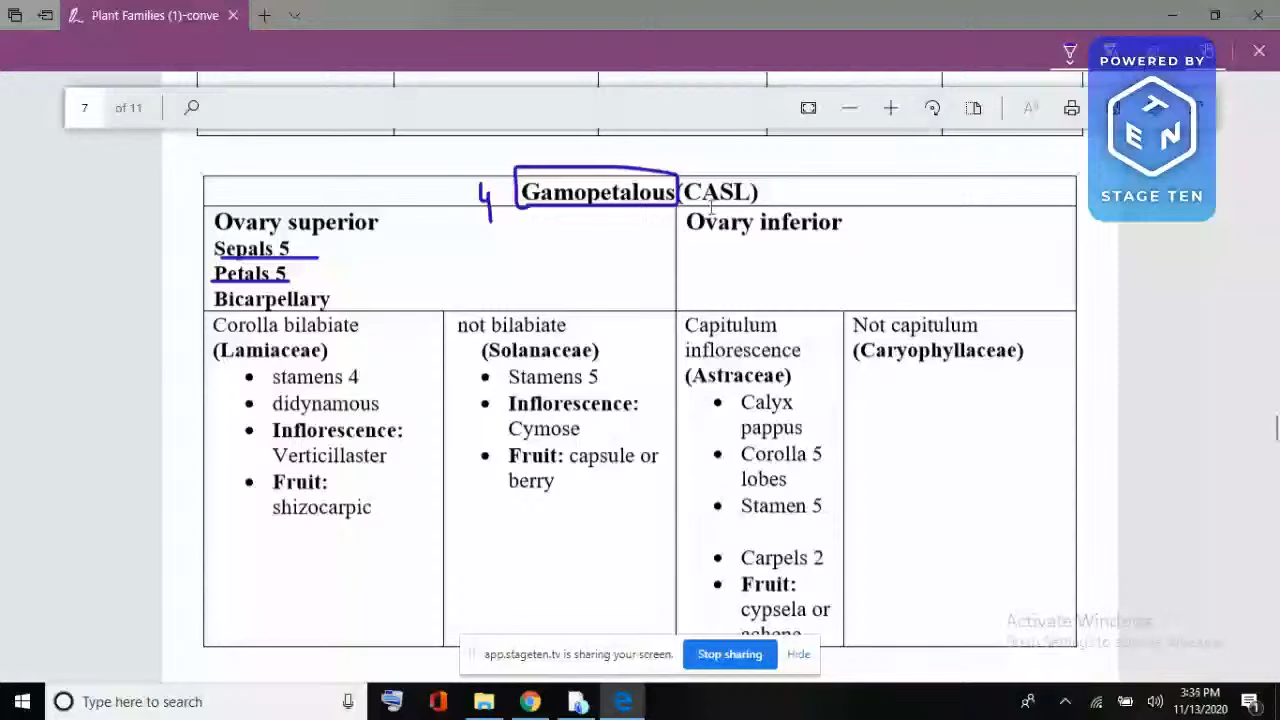 Plant Families (1)-conve
POWERED BY
TEN
STAGE TEN
7 of 11
4 Gamopetalous (CASL)
Ovary superior
Sepals 5
Petals 5
Bicarpellary
Ovary inferior
Corolla bilabiate
(Lamiaceae)
stamens 4
didynamous
Inflorescence:
Verticillaster
Fruit:
shizocarpic
not bilabiate
(Solanaceae)
Stamens 5
Inflorescence:
Cymose
Fruit: capsule or
berry
Capitulum
inflorescence
(Astraceae)
Calyx
pappus
Corolla 5
lobes
Stamen 5
Carpels 2
Fruit:
cypsela or
achene
Not capitulum
(Caryophyllaceae)
Activate Windows
app.stageten.tv is sharing your screen.
Stop sharing
Hide
Type here to search
3:35 PM
11/13/2020